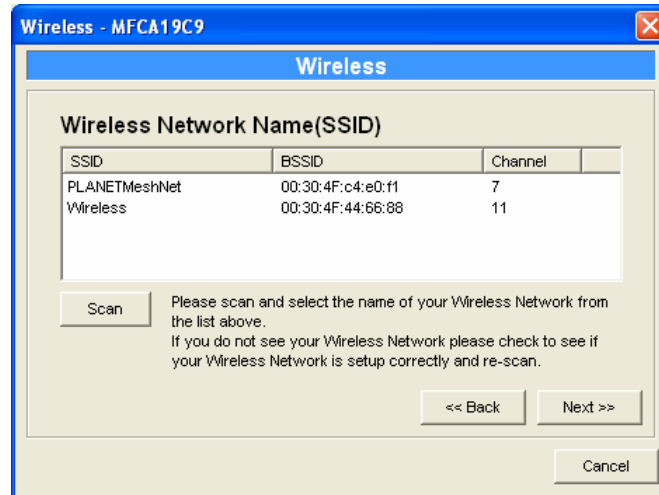 Wireless - MFCA19C9
Wireless
Wireless Network Name(SSID)
SSID BSSID Channel
PLANETMeshNet 00:30:4F:c4:e0:f1 7
Wireless 00:30:4F:44:66:88 11
Scan
Please scan and select the name of your Wireless Network from
the list above.
If you do not see your Wireless Network please check to see if
your Wireless Network is setup correctly and re-scan.
<< Back Next >>
Cancel